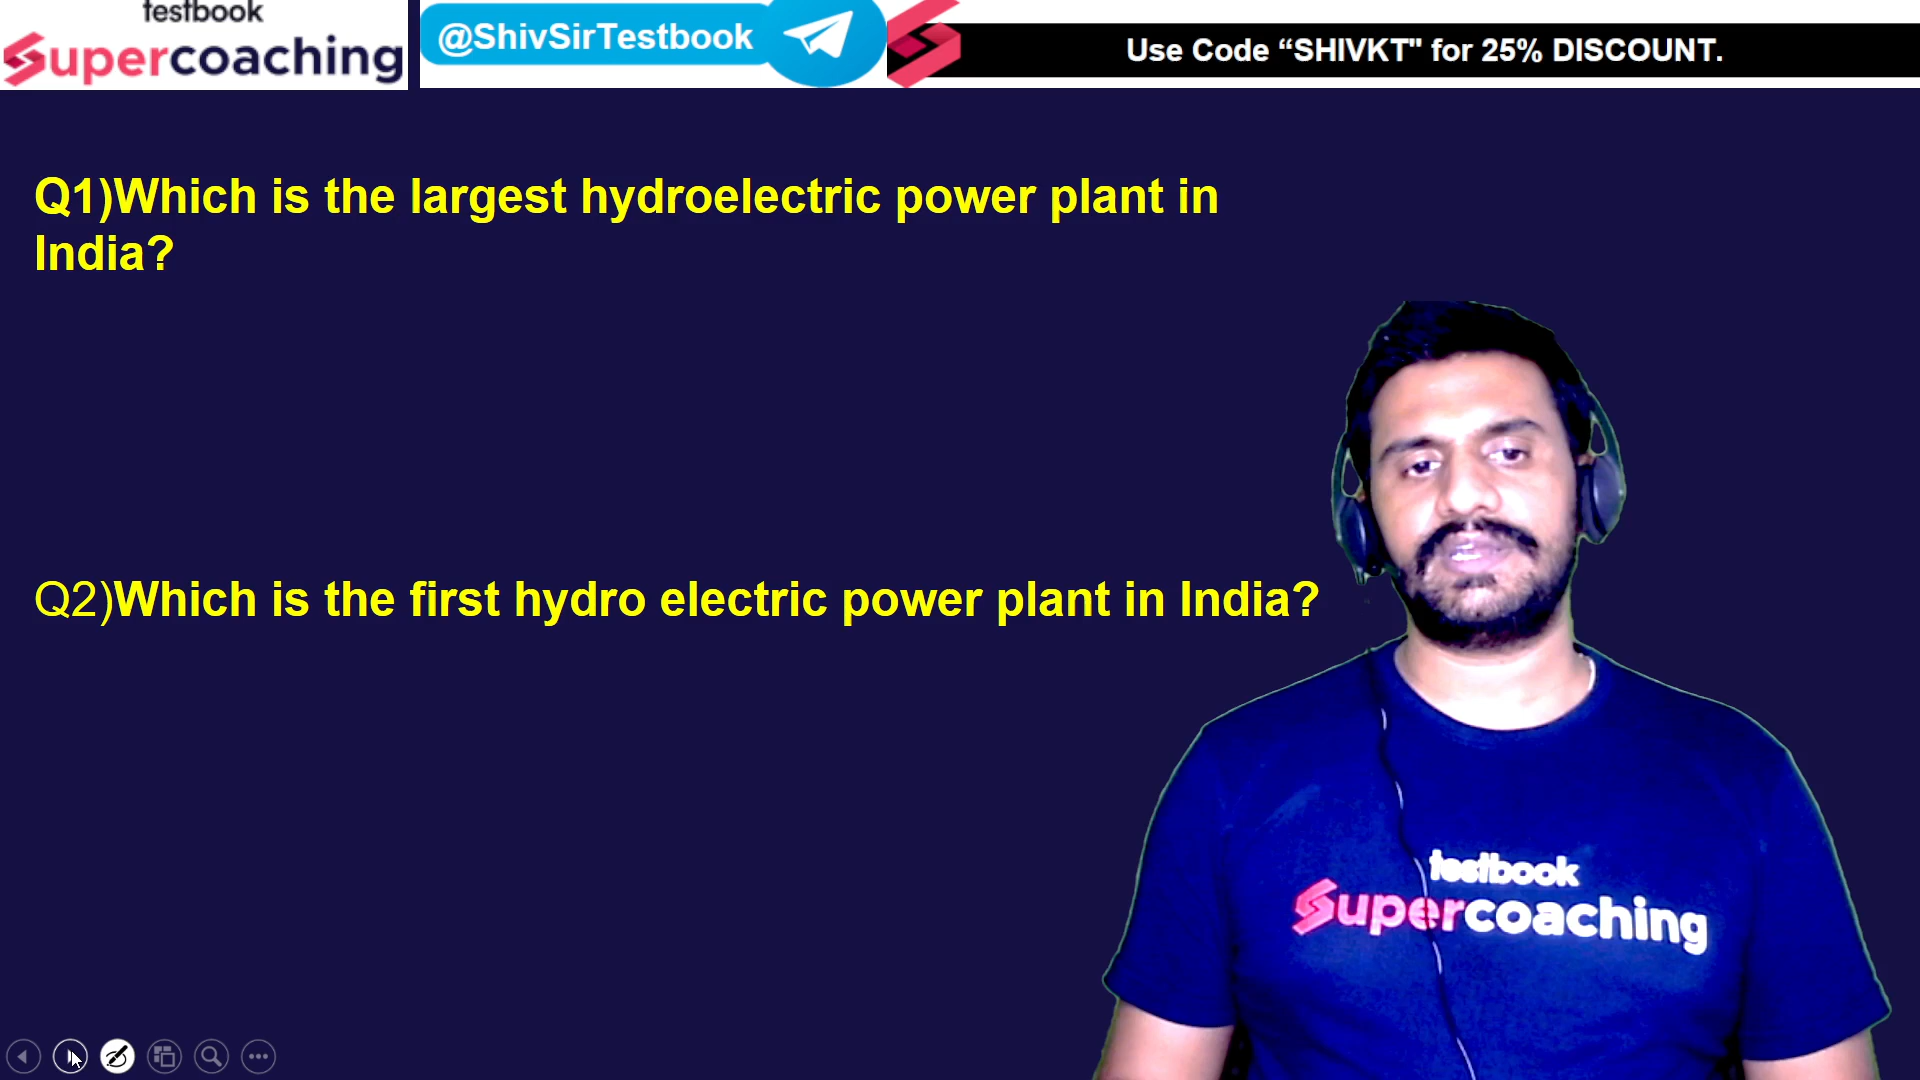 testbook
Supercoaching
@ShivSirTestbook
Use Code “SHIVKT" for 25% DISCOUNT.
Q1)Which is the largest hydroelectric power plant in
India?
Q2)Which is the first hydro electric power plant in India?
testbook
Supercoaching